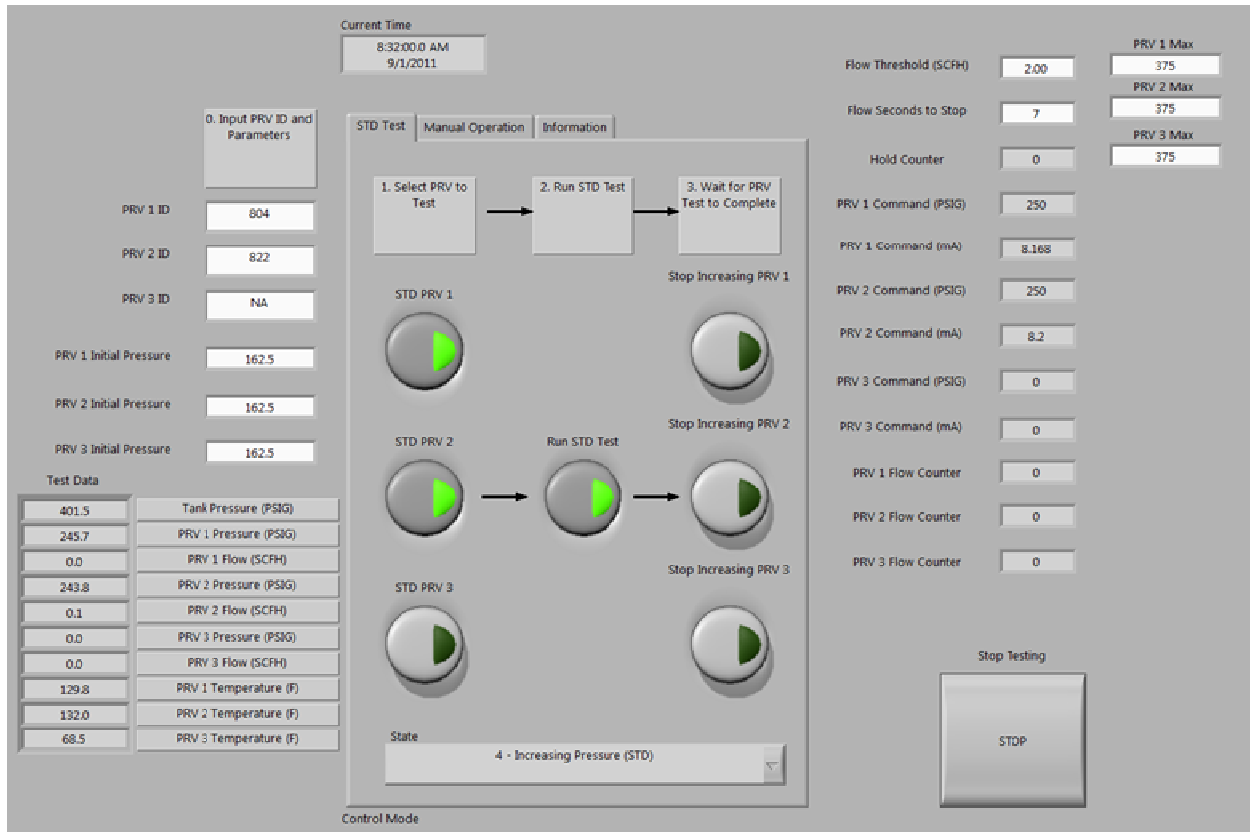 Current Time
8:32:00.0 AM
9/1/2011
0. Input PRV ID and
Parameters
PRV 1 ID
804
PRV 2 ID
822
PRV 3 ID
NA
PRV 1 Initial Pressure
162.5
PRV 2 Initial Pressure
162.5
PRV 3 Initial Pressure
162.5
Test Data
401.5 Tank Pressure (PSIG)
245.7 PRV 1 Pressure (PSIG)
0.0 PRV 1 Flow (SCFH)
243.8 PRV 2 Pressure (PSIG)
0.1 PRV 2 Flow (SCFH)
0.0 PRV 3 Pressure (PSIG)
0.0 PRV 3 Flow (SCFH)
129.8 PRV 1 Temperature (F)
132.0 PRV 2 Temperature (F)
68.5 PRV 3 Temperature (F)
STD Test Manual Operation Information
1. Select PRV to
Test
2. Run STD Test
3. Wait for PRV
Test to Complete
Stop Increasing PRV 1
STD PRV 1
Stop Increasing PRV 2
STD PRV 2
Run STD Test
Stop Increasing PRV 3
STD PRV 3
State
4 - Increasing Pressure (STD)
Control Mode
Flow Threshold (SCFH) 2.00
Flow Seconds to Stop 7
Hold Counter 0
PRV 1 Command (PSIG) 250
PRV 1 Command (mA) 8.168
PRV 2 Command (PSIG) 250
PRV 2 Command (mA) 8.2
PRV 3 Command (PSIG) 0
PRV 3 Command (mA) 0
PRV 1 Flow Counter 0
PRV 2 Flow Counter 0
PRV 3 Flow Counter 0
PRV 1 Max
375
PRV 2 Max
375
PRV 3 Max
375
Stop Testing
STOP